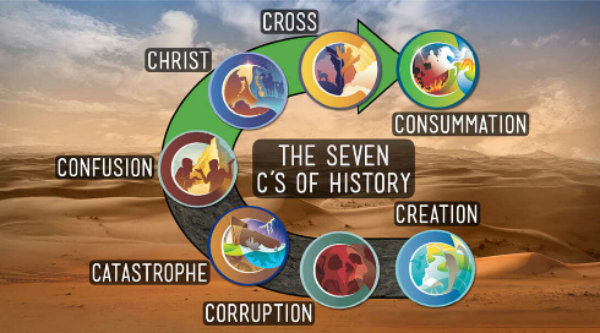 CROSS
CHRIST
CONSUMMATION
CONFUSION
THE SEVEN
C'S OF HISTORY
CREATION
CATASTROPHE
CORRUPTION